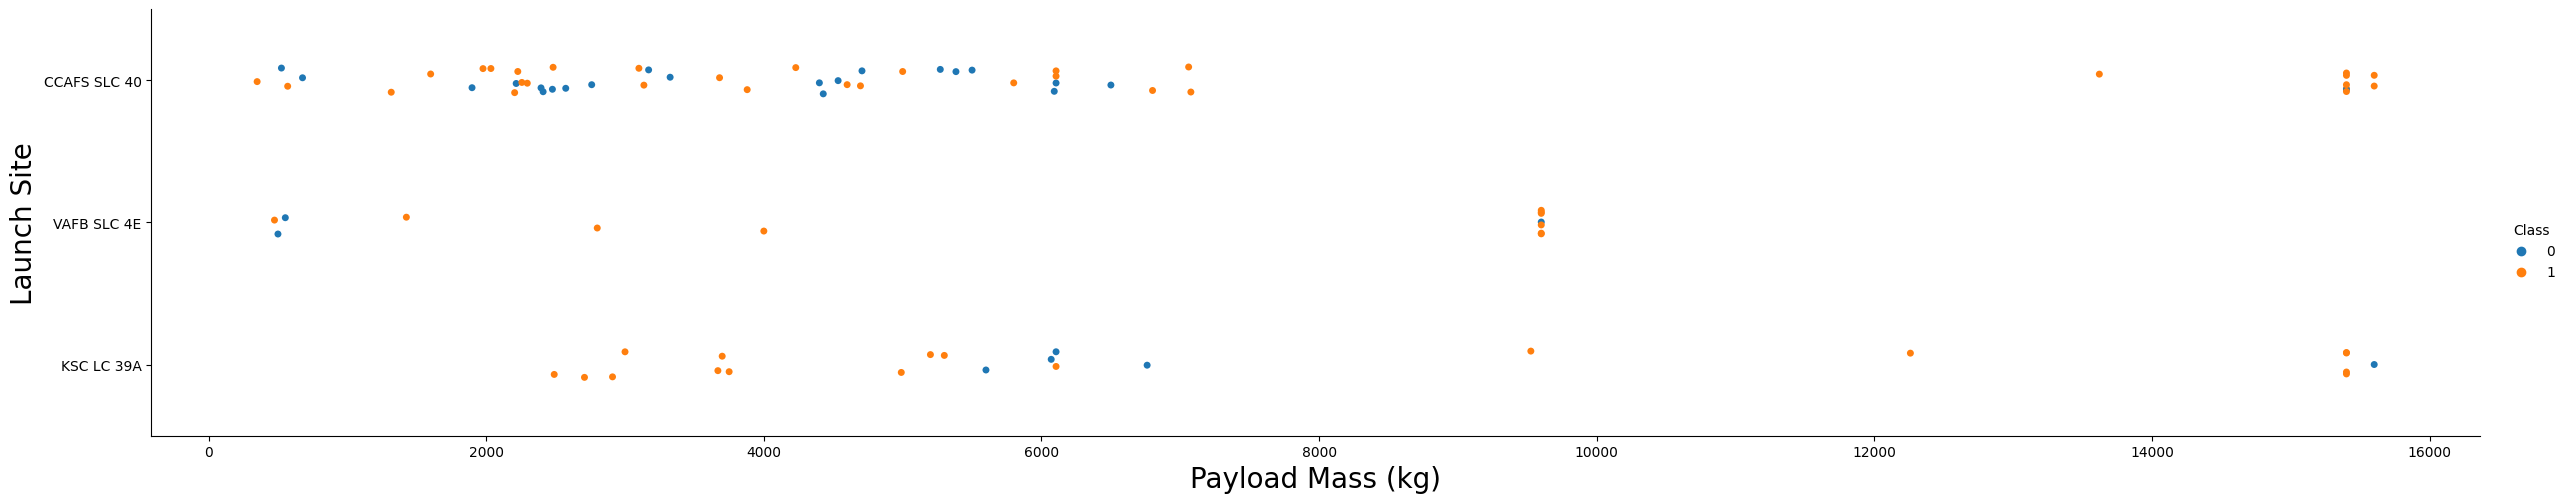 Launch Site
CCAFS SLC 40
VAFB SLC 4E
KSC LC 39A
0 2000 4000 6000 8000 10000 12000 14000 16000
Payload Mass (kg)
Class
0
1